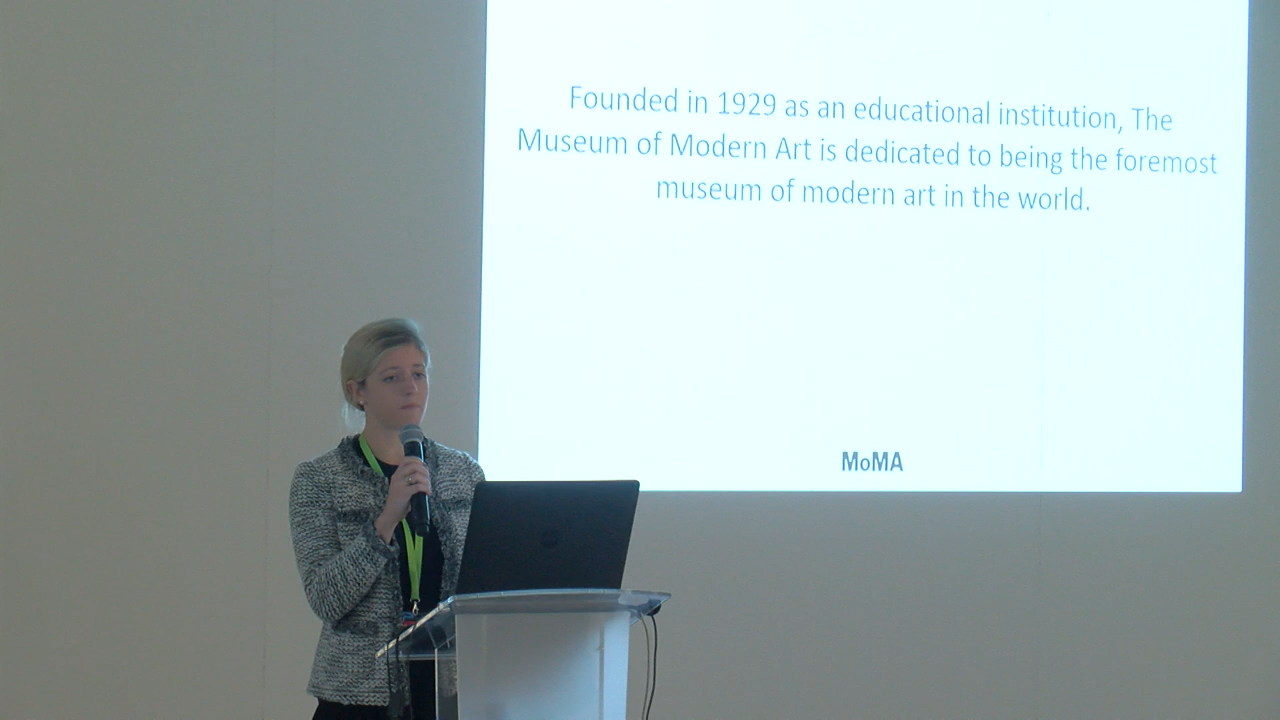 Founded in 1929 as an educational institution, The
Museum of Modern Art is dedicated to being the foremost
museum of modern art in the world.
MoMA